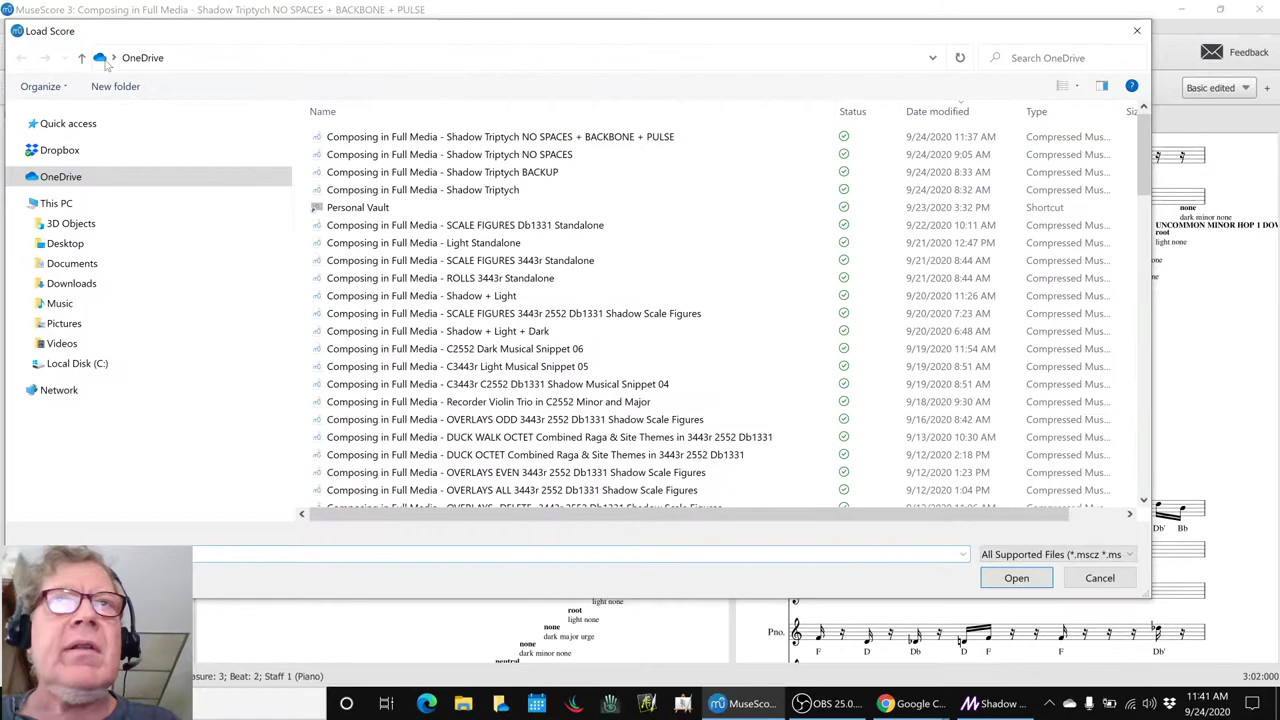 MuseScore 3: Composing in Full Media - Shadow Triptych NO SPACES + BACKBONE + PULSE
Load Score
OneDrive
Search OneDrive
Feedback
Organize
New folder
Basic edited
Name
Status
Date modified
Type
Quick access
Dropbox
OneDrive
This PC
3D Objects
Desktop
Documents
Downloads
Music
Pictures
Videos
Local Disk (C:)
Network
Composing in Full Media - Shadow Triptych NO SPACES + BACKBONE + PULSE 9/24/2020 11:37 AM Compressed Mus...
Composing in Full Media - Shadow Triptych NO SPACES 9/24/2020 9:05 AM Compressed Mus...
Composing in Full Media - Shadow Triptych BACKUP 9/24/2020 8:33 AM Compressed Mus...
Composing in Full Media - Shadow Triptych 9/24/2020 8:32 AM Compressed Mus...
Personal Vault 9/23/2020 3:32 PM Shortcut
Composing in Full Media - SCALE FIGURES Db1331 Standalone 9/22/2020 10:11 AM Compressed Mus...
Composing in Full Media - Light Standalone 9/21/2020 12:47 PM Compressed Mus...
Composing in Full Media - SCALE FIGURES 3443r Standalone 9/21/2020 8:44 AM Compressed Mus...
Composing in Full Media - ROLLS 3443r Standalone 9/21/2020 8:44 AM Compressed Mus...
Composing in Full Media - Shadow + Light 9/20/2020 11:26 AM Compressed Mus...
Composing in Full Media - SCALE FIGURES 3443r 2552 Db1331 Shadow Scale Figures 9/20/2020 7:23 AM Compressed Mus...
Composing in Full Media - Shadow + Light + Dark 9/20/2020 6:48 AM Compressed Mus...
Composing in Full Media - C2552 Dark Musical Snippet 06 9/19/2020 11:54 AM Compressed Mus...
Composing in Full Media - C3443r Light Musical Snippet 05 9/19/2020 8:51 AM Compressed Mus...
Composing in Full Media - C3443r C2552 Db1331 Shadow Musical Snippet 04 9/19/2020 8:51 AM Compressed Mus...
Composing in Full Media - Recorder Violin Trio in C2552 Minor and Major 9/18/2020 9:30 AM Compressed Mus...
Composing in Full Media - OVERLAYS ODD 3443r 2552 Db1331 Shadow Scale Figures 9/16/2020 8:42 AM Compressed Mus...
Composing in Full Media - DUCK WALK OCTET Combined Raga & Site Themes in 3443r 2552 Db1331 9/13/2020 10:30 AM Compressed Mus...
Composing in Full Media - DUCK OCTET Combined Raga & Site Themes in 3443r 2552 Db1331 9/12/2020 2:18 PM Compressed Mus...
Composing in Full Media - OVERLAYS EVEN 3443r 2552 Db1331 Shadow Scale Figures 9/12/2020 1:23 PM Compressed Mus...
Composing in Full Media - OVERLAYS ALL 3443r 2552 Db1331 Shadow Scale Figures 9/12/2020 1:04 PM Compressed Mus...
none
dark minor none
UNCOMMON MINOR HOP 1
root
light none
none
Db' Bb
All Supported Files (*.mscz *.ms
Open
Cancel
light none
root
light none
none
dark major urge
none
dark minor none
neutral
Pno.
F D Db D F F Db'
Measure: 3; Beat: 2; Staff 1 (Piano)
3:02:000
MuseSco...
OBS 25.0....
Google C...
Shadow ...
11:41 AM
9/24/2020